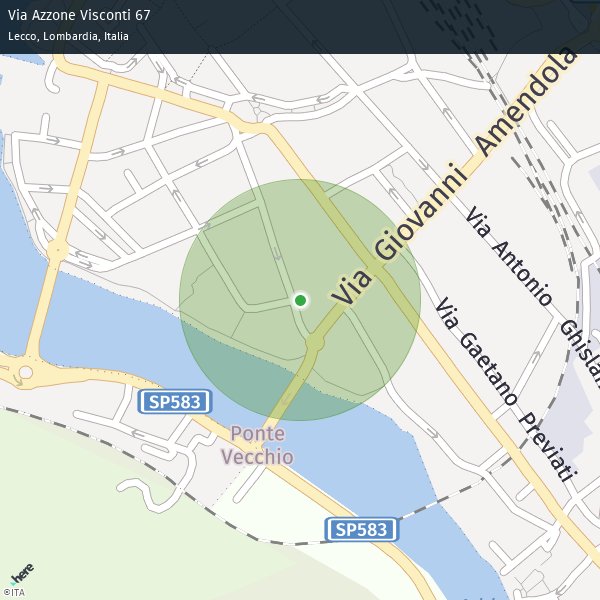 Via Azzone Visconti 67
Lecco, Lombardia, Italia
Via Giovanni Amendola
Via Antonio Ghislan
Via Gaetano Previati
SP583
Ponte
Vecchio
SP583
here
©ITA